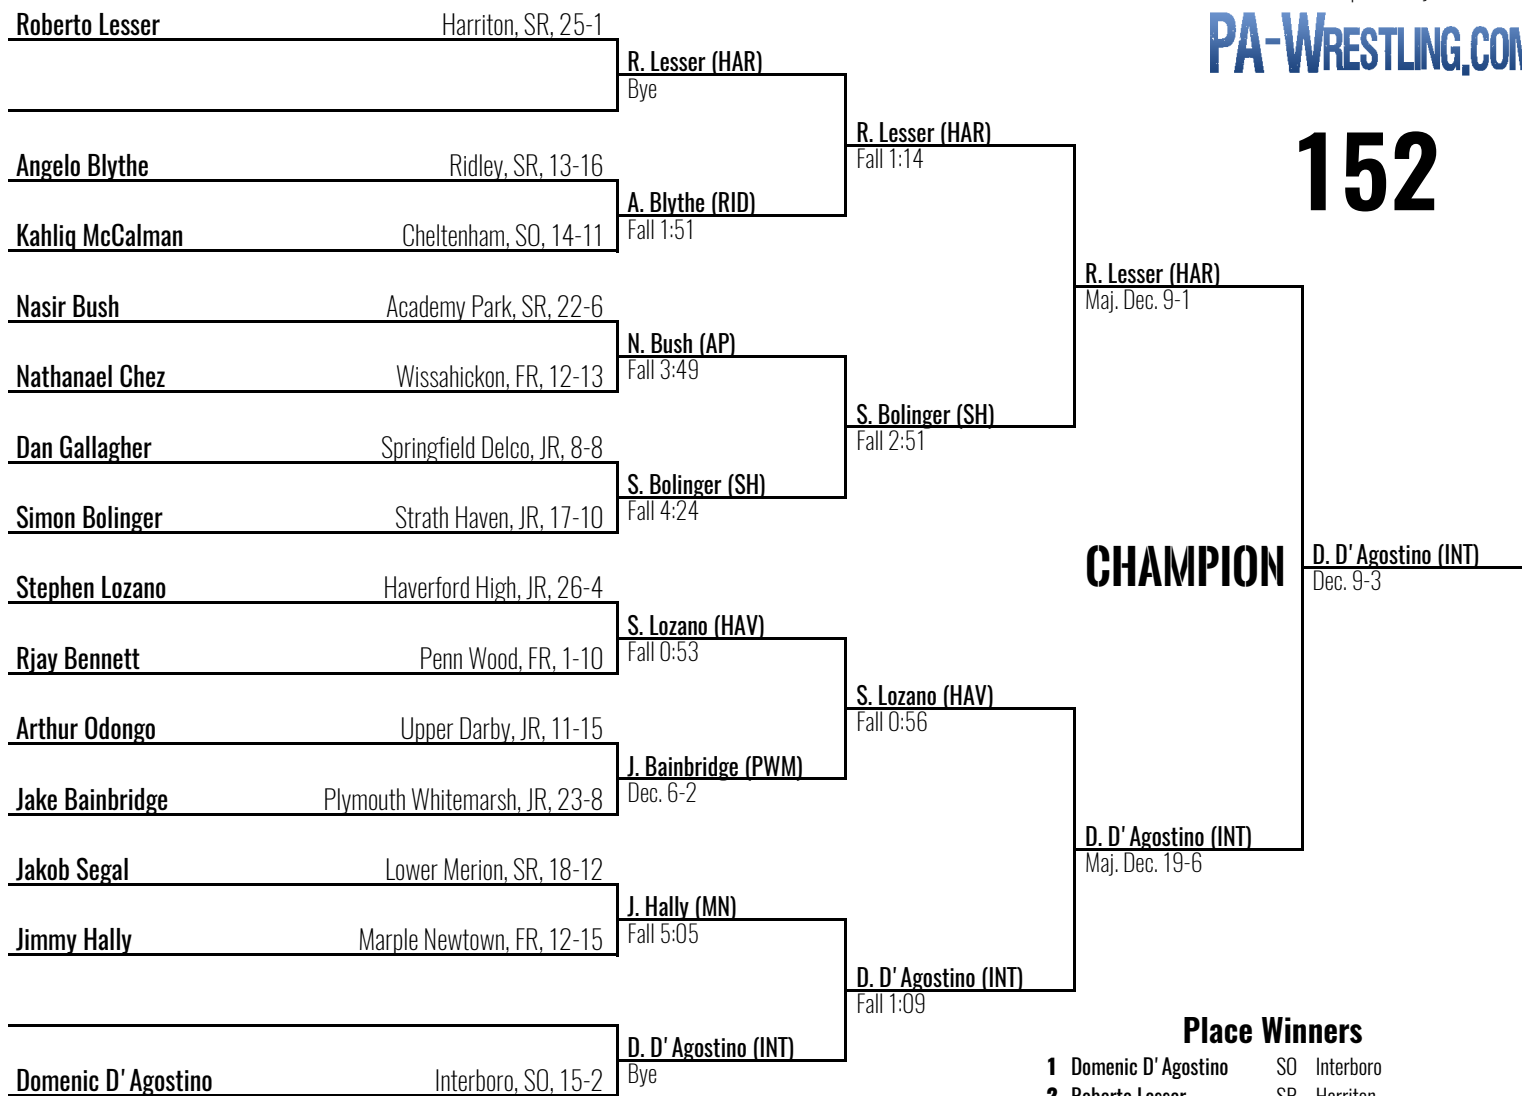 Roberto Lesser Harriton, SR, 25-1
R. Lesser (HAR)
Bye
Angelo Blythe Ridley, SR, 13-16
A. Blythe (RID)
Fall 1:51
Kahliq McCalman Cheltenham, SO, 14-11
R. Lesser (HAR)
Fall 1:14
Nasir Bush Academy Park, SR, 22-6
N. Bush (AP)
Fall 3:49
Nathanael Chez Wissahickon, FR, 12-13
Dan Gallagher Springfield Delco, JR, 8-8
S. Bolinger (SH)
Fall 4:24
Simon Bolinger Strath Haven, JR, 17-10
S. Bolinger (SH)
Fall 2:51
R. Lesser (HAR)
Maj. Dec. 9-1
Stephen Lozano Haverford High, JR, 26-4
S. Lozano (HAV)
Fall 0:53
Rjay Bennett Penn Wood, FR, 1-10
Arthur Odongo Upper Darby, JR, 11-15
J. Bainbridge (PWM)
Dec. 6-2
Jake Bainbridge Plymouth Whitemarsh, JR, 23-8
S. Lozano (HAV)
Fall 0:56
Jakob Segal Lower Merion, SR, 18-12
J. Hally (MN)
Fall 5:05
Jimmy Hally Marple Newtown, FR, 12-15
D. D'Agostino (INT)
Bye
Domenic D'Agostino Interboro, SO, 15-2
D. D'Agostino (INT)
Fall 1:09
D. D'Agostino (INT)
Maj. Dec. 19-6
PA-WRESTLING.COM
152
CHAMPION
D. D'Agostino (INT)
Dec. 9-3
Place Winners
1 Domenic D'Agostino SO Interboro
2 Roberto Lesser SR Harriton